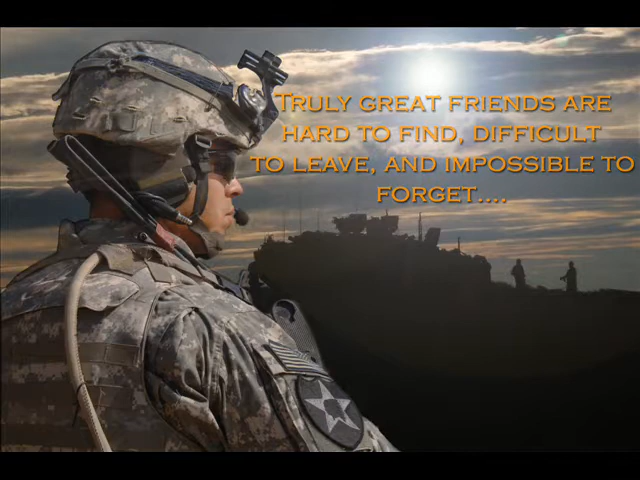 Truly great friends are
hard to find, difficult
to leave, and impossible to
forget....